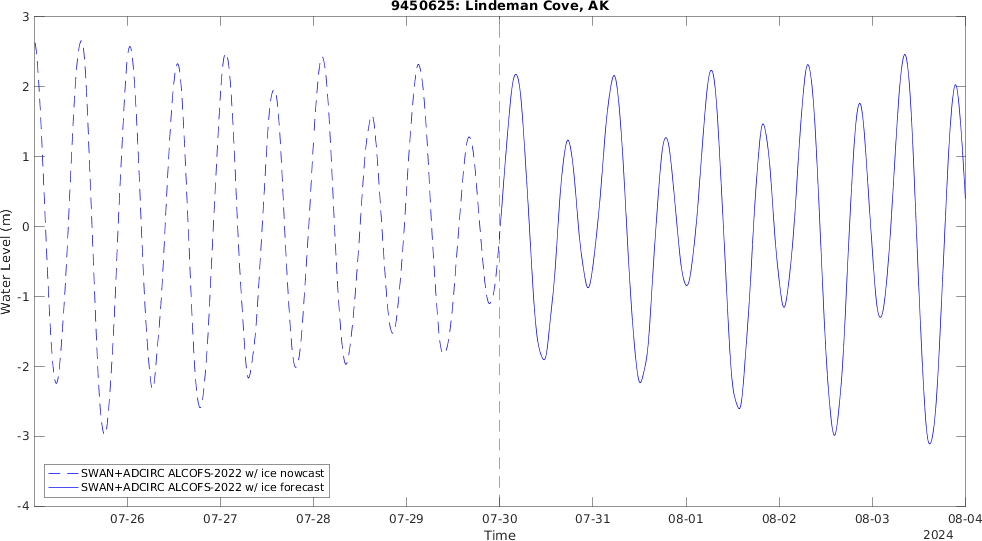 9450625: Lindeman Cove, AK
3
2
1
0
-1
-2
-3
-4
Water Level (m)
SWAN+ADCIRC ALCOFS-2022 w/ ice nowcast
SWAN+ADCIRC ALCOFS-2022 w/ ice forecast
07-26 07-27 07-28 07-29 07-30 07-31 08-01 08-02 08-03 08-04
Time
2024